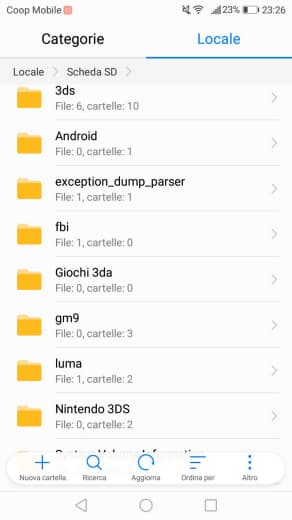 Coop Mobile 23% 23:26
Categorie Locale
Locale Scheda SD
3ds
File: 6, cartelle: 10
Android
File: 0, cartelle: 1
exception_dump_parser
File: 1, cartelle: 1
fbi
File: 1, cartelle: 0
Giochi 3da
File: 0, cartelle: 0
gm9
File: 0, cartelle: 3
luma
File: 1, cartelle: 2
Nintendo 3DS
File: 0, cartelle: 2
Nuova cartella Ricerca Aggiorna Ordina per Altro